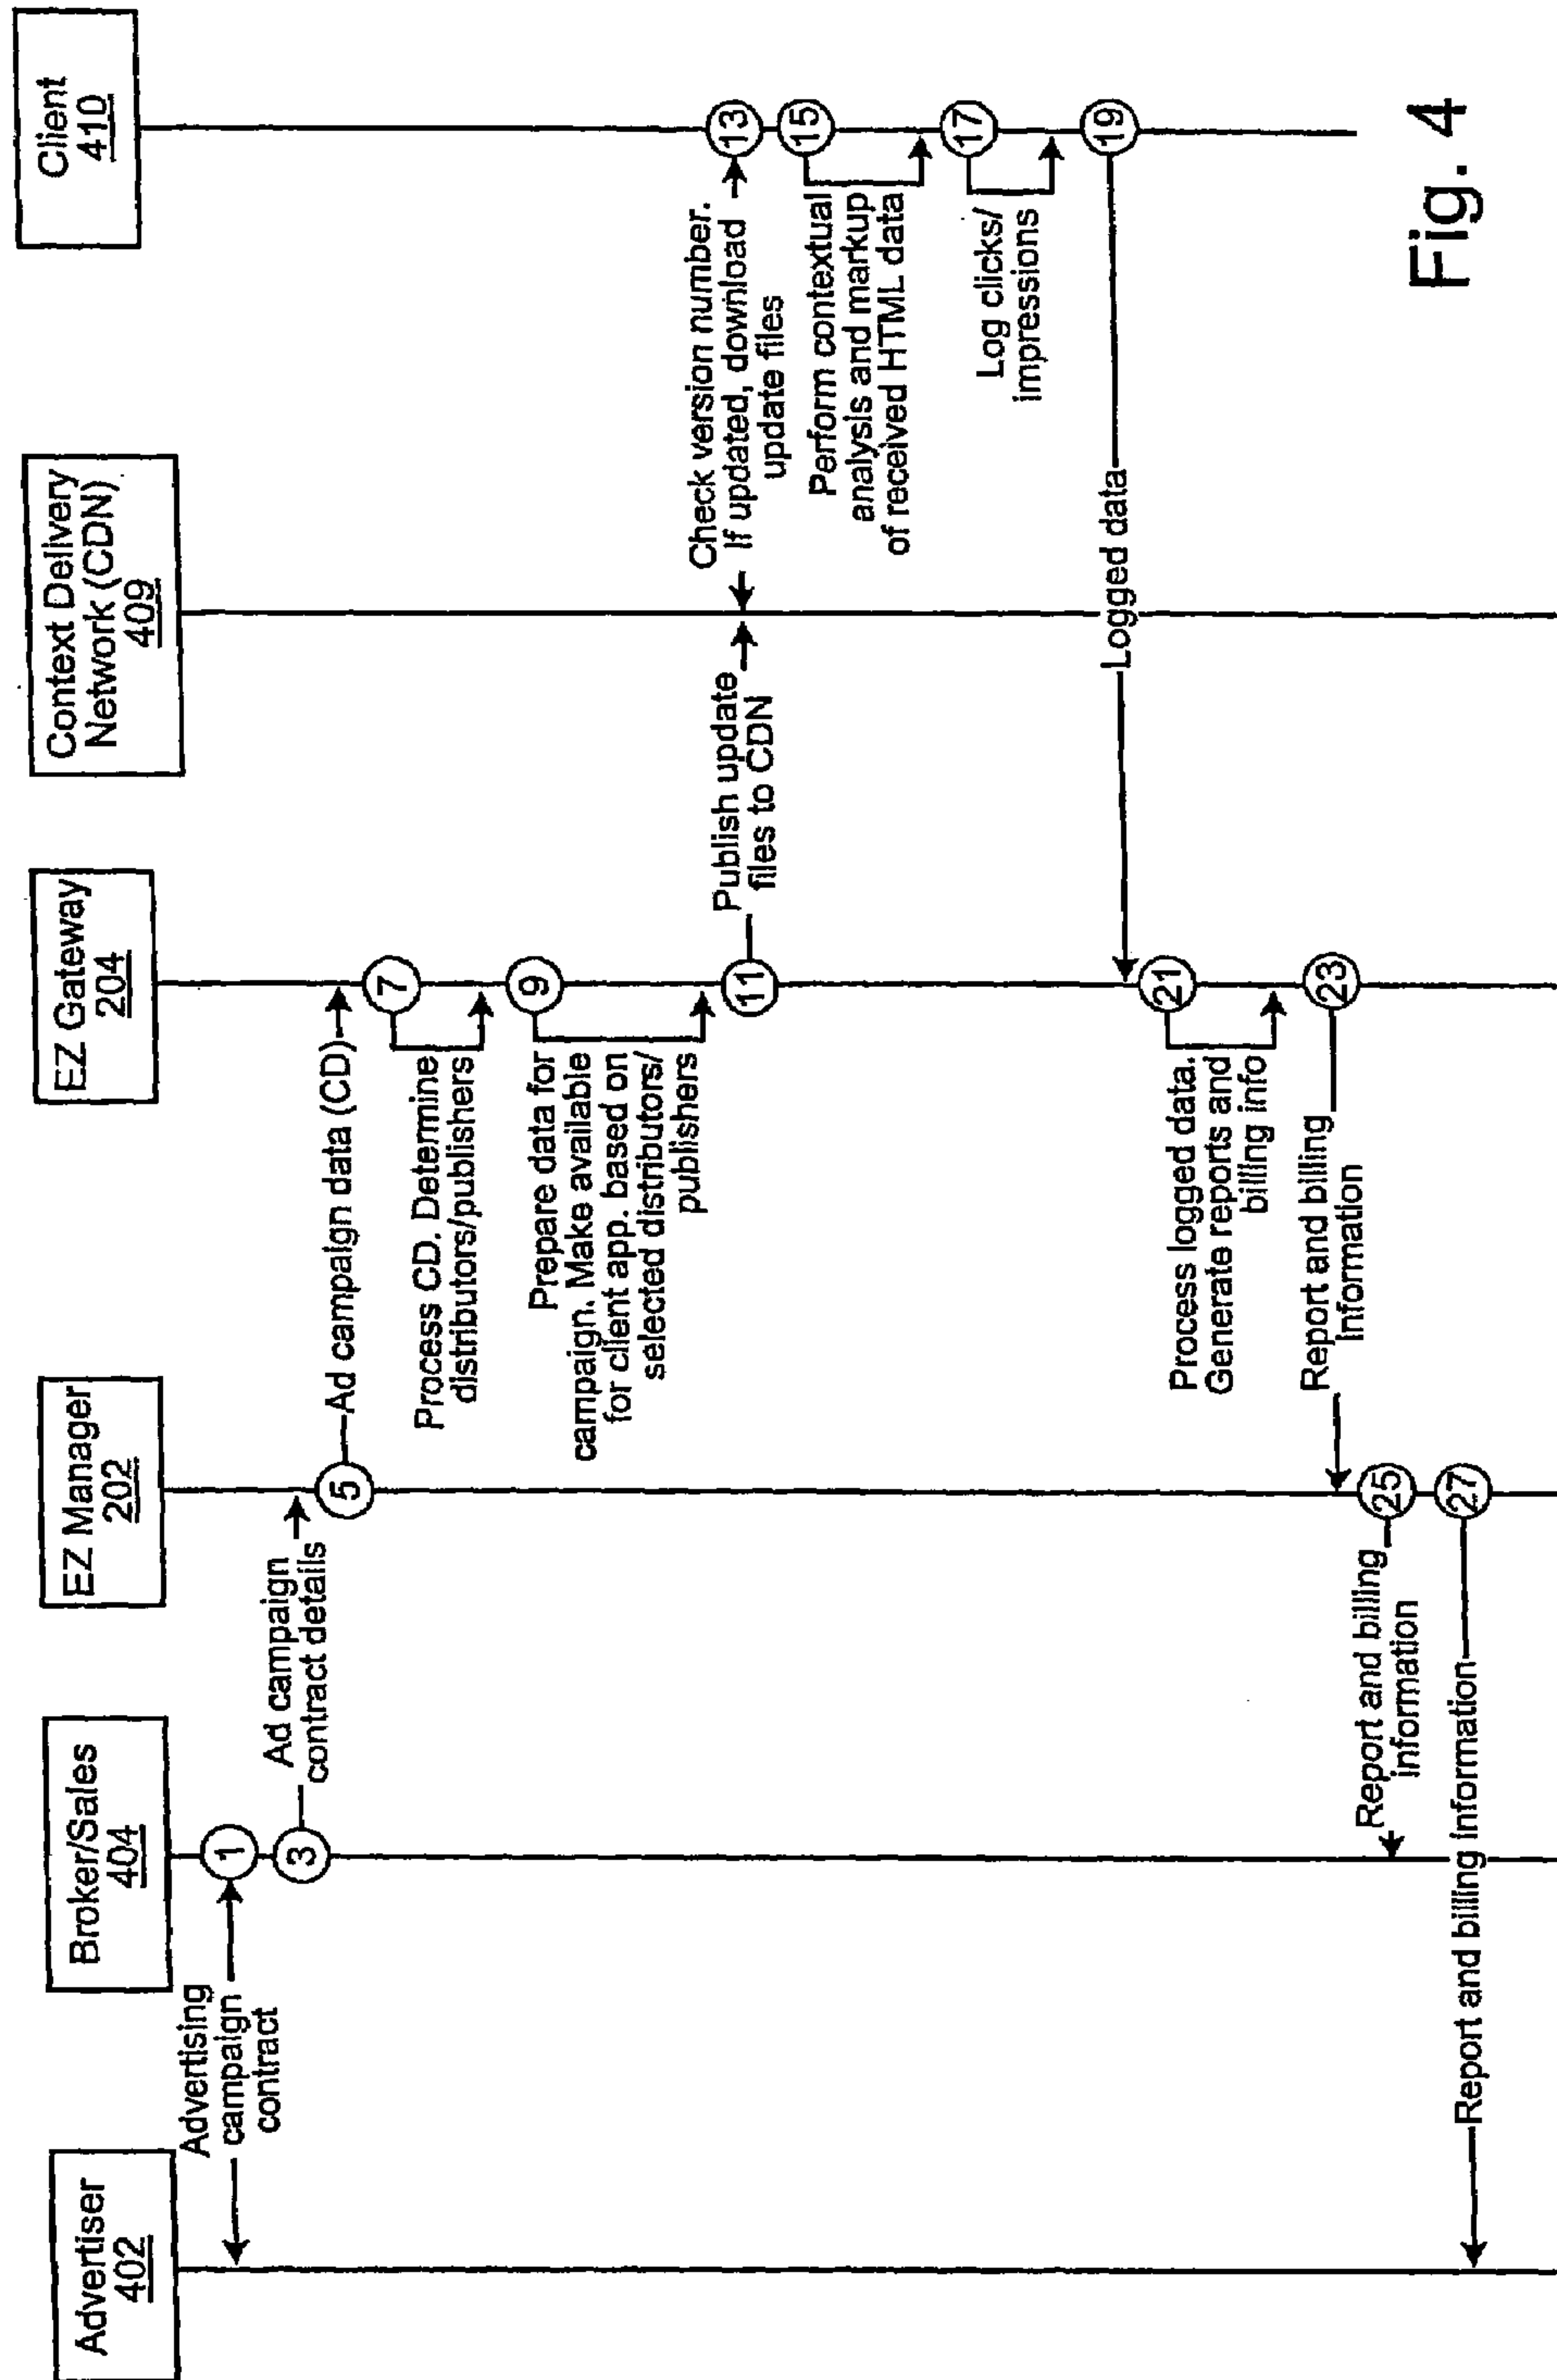 Advertiser
402
Broker/Sales
404
EZ Manager
202
EZ Gateway
204
Context Delivery
Network (CDN)
409
Client
410
Advertising
campaign
contract
1
3
Ad campaign
contract details
5
Ad campaign data (CD)
7
Process CD. Determine
distributors/publishers
9
Prepare data for
campaign. Make available
for client app. based on
selected distributors/
publishers
11
Publish update
files to CDN
Check version number.
If updated, download
update files
13
15
Perform contextual
analysis and markup
of received HTML data
17
Log clicks/
impressions
19
Logged data
21
Process logged data.
Generate reports and
billing info
23
Report and billing
Information
25
Report and billing
information
27
Report and billing information
Fig. 4